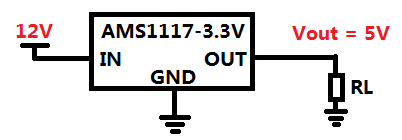 12V
AMS1117-3.3V
Vout = 5V
IN
OUT
GND
RL